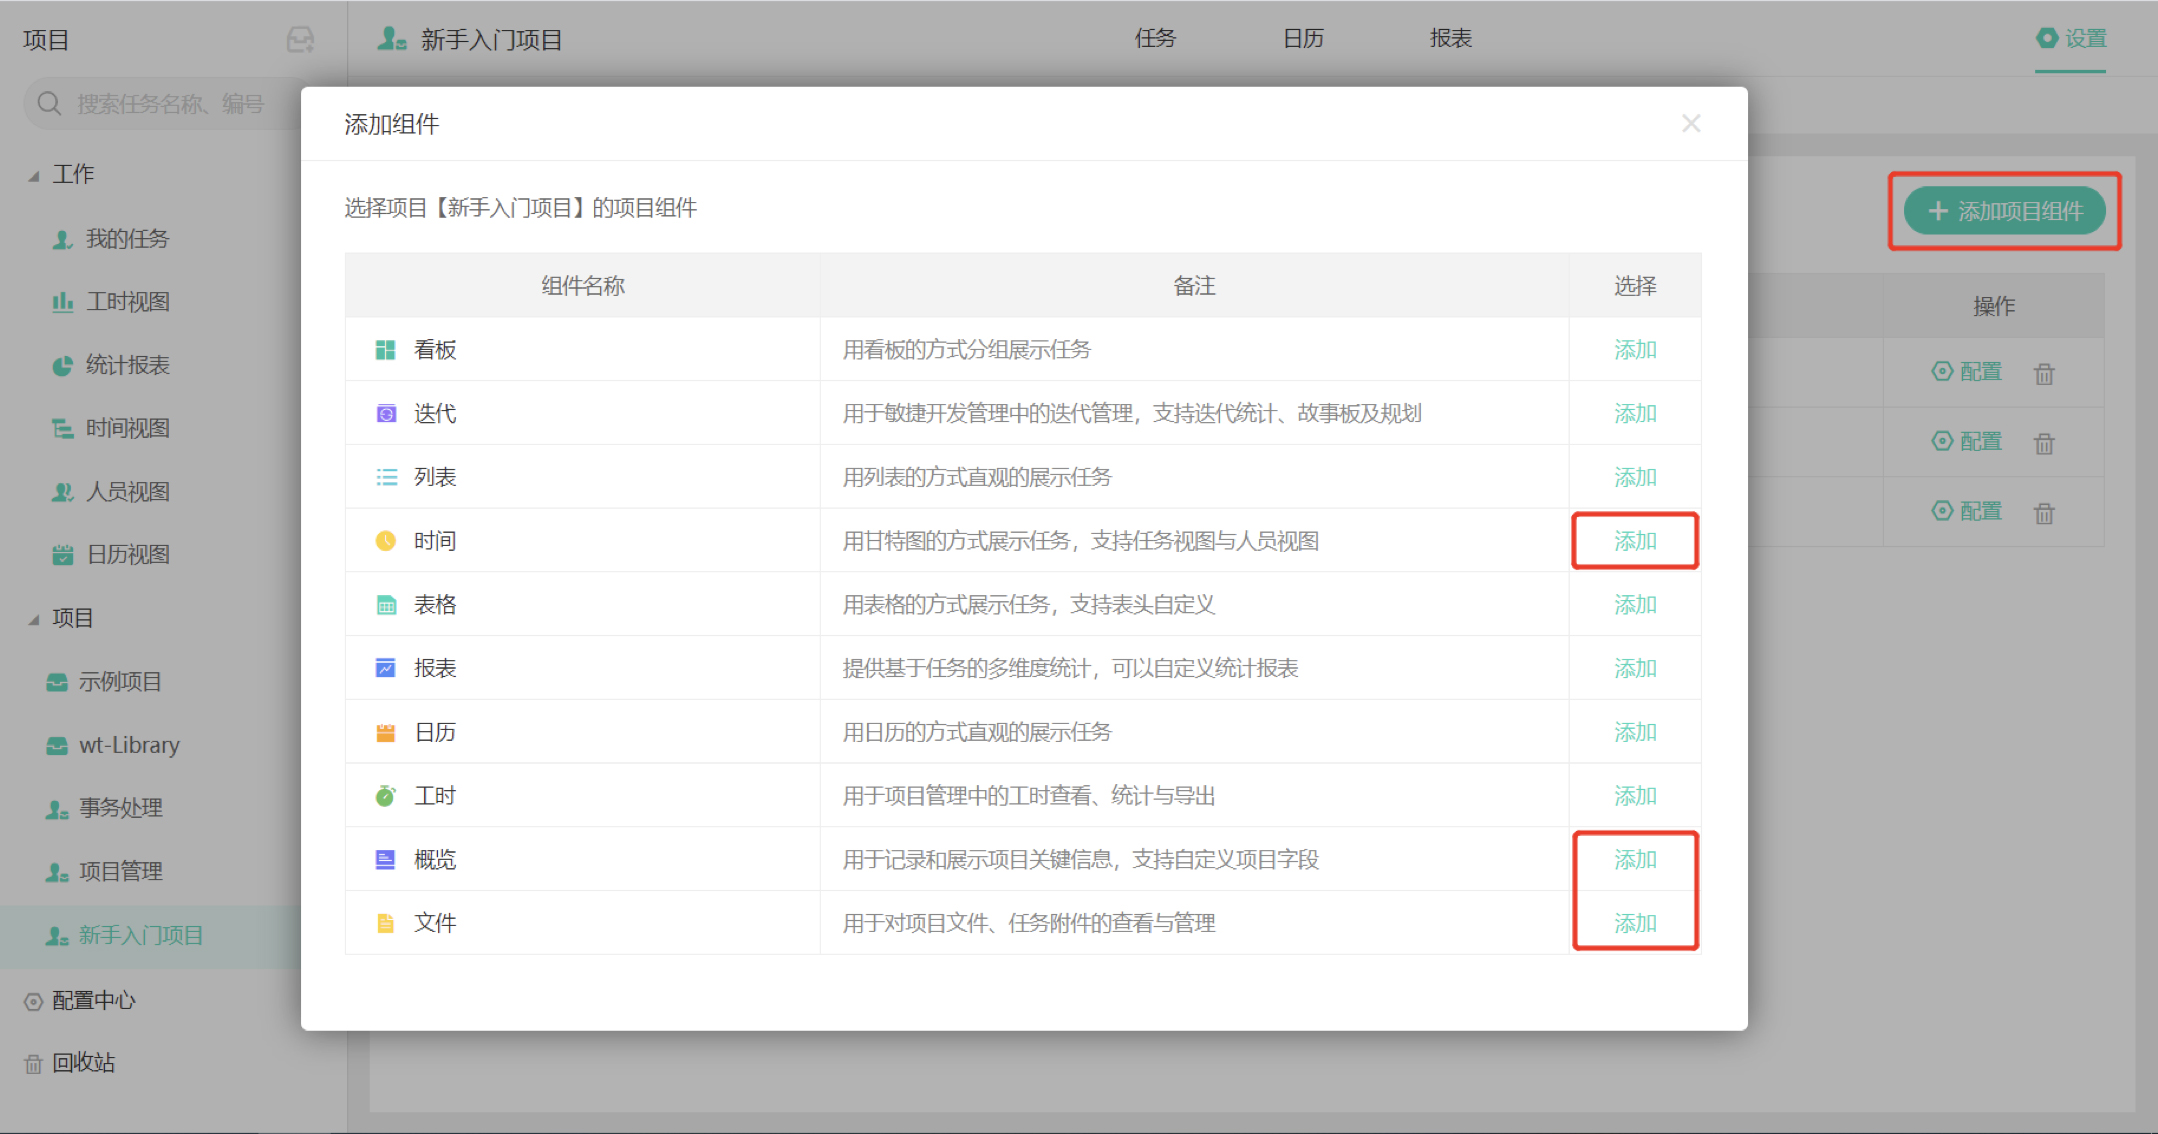 项目
新手入门项目
任务
日历
报表
设置
搜索任务名称、编号
工作
我的任务
工时视图
统计报表
时间视图
人员视图
日历视图
项目
示例项目
wt-Library
事务处理
项目管理
新手入门项目
配置中心
回收站
添加组件
选择项目【新手入门项目】的项目组件
组件名称 备注 选择
看板 用看板的方式分组展示任务 添加
迭代 用于敏捷开发管理中的迭代管理，支持迭代统计、故事板及规划 添加
列表 用列表的方式直观的展示任务 添加
时间 用甘特图的方式展示任务，支持任务视图与人员视图 添加
表格 用表格的方式展示任务，支持表头自定义 添加
报表 提供基于任务的多维度统计，可以自定义统计报表 添加
日历 用日历的方式直观的展示任务 添加
工时 用于项目管理中的工时查看、统计与导出 添加
概览 用于记录和展示项目关键信息，支持自定义项目字段 添加
文件 用于对项目文件、任务附件的查看与管理 添加
添加项目组件
操作
配置
配置
配置